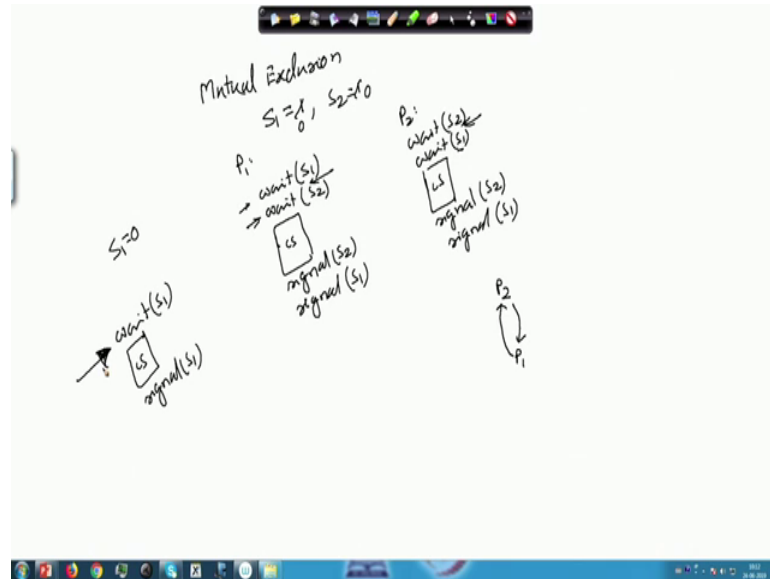 Mutual Exclusion
S1=1 0, S2=1 0
P1:
wait(S1)
wait(S2)
CS
signal(S2)
signal(S1)
P2:
wait(S2)
wait(S1)
CS
signal(S2)
signal(S1)
S1=0
wait(S1)
CS
signal(S1)
P2
P1